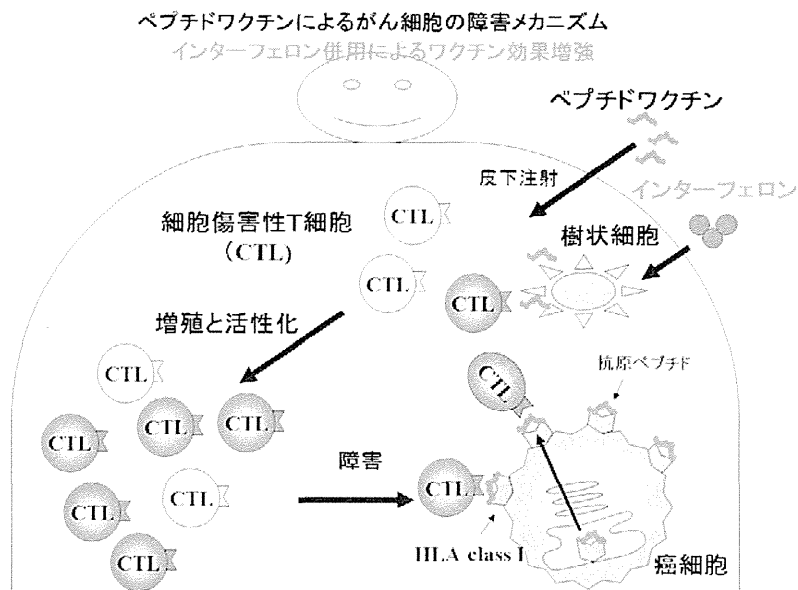 ペプチドワクチンによるがん細胞の障害メカニズム
インターフェロン併用によるワクチン効果増強
ペプチドワクチン
皮下注射
インターフェロン
CTL
細胞傷害性T細胞
(CTL)
樹状細胞
CTL
CTL
増殖と活性化
CTL
CTL
抗原ペプチド
CTL
CTL
CTL
障害
CTL
CTL
CTL
HLA class I
癌細胞
CTL